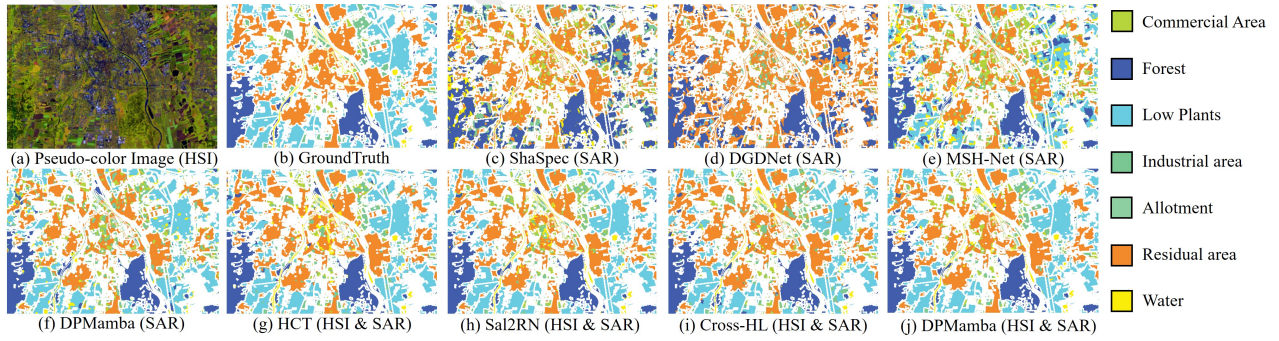 (a) Pseudo-color Image (HSI)
(b) GroundTruth
(c) ShaSpec (SAR)
(d) DGDNet (SAR)
(e) MSH-Net (SAR)
(f) DPMamba (SAR)
(g) HCT (HSI & SAR)
(h) Sal2RN (HSI & SAR)
(i) Cross-HL (HSI & SAR)
(j) DPMamba (HSI & SAR)
Commercial Area
Forest
Low Plants
Industrial area
Allotment
Residual area
Water